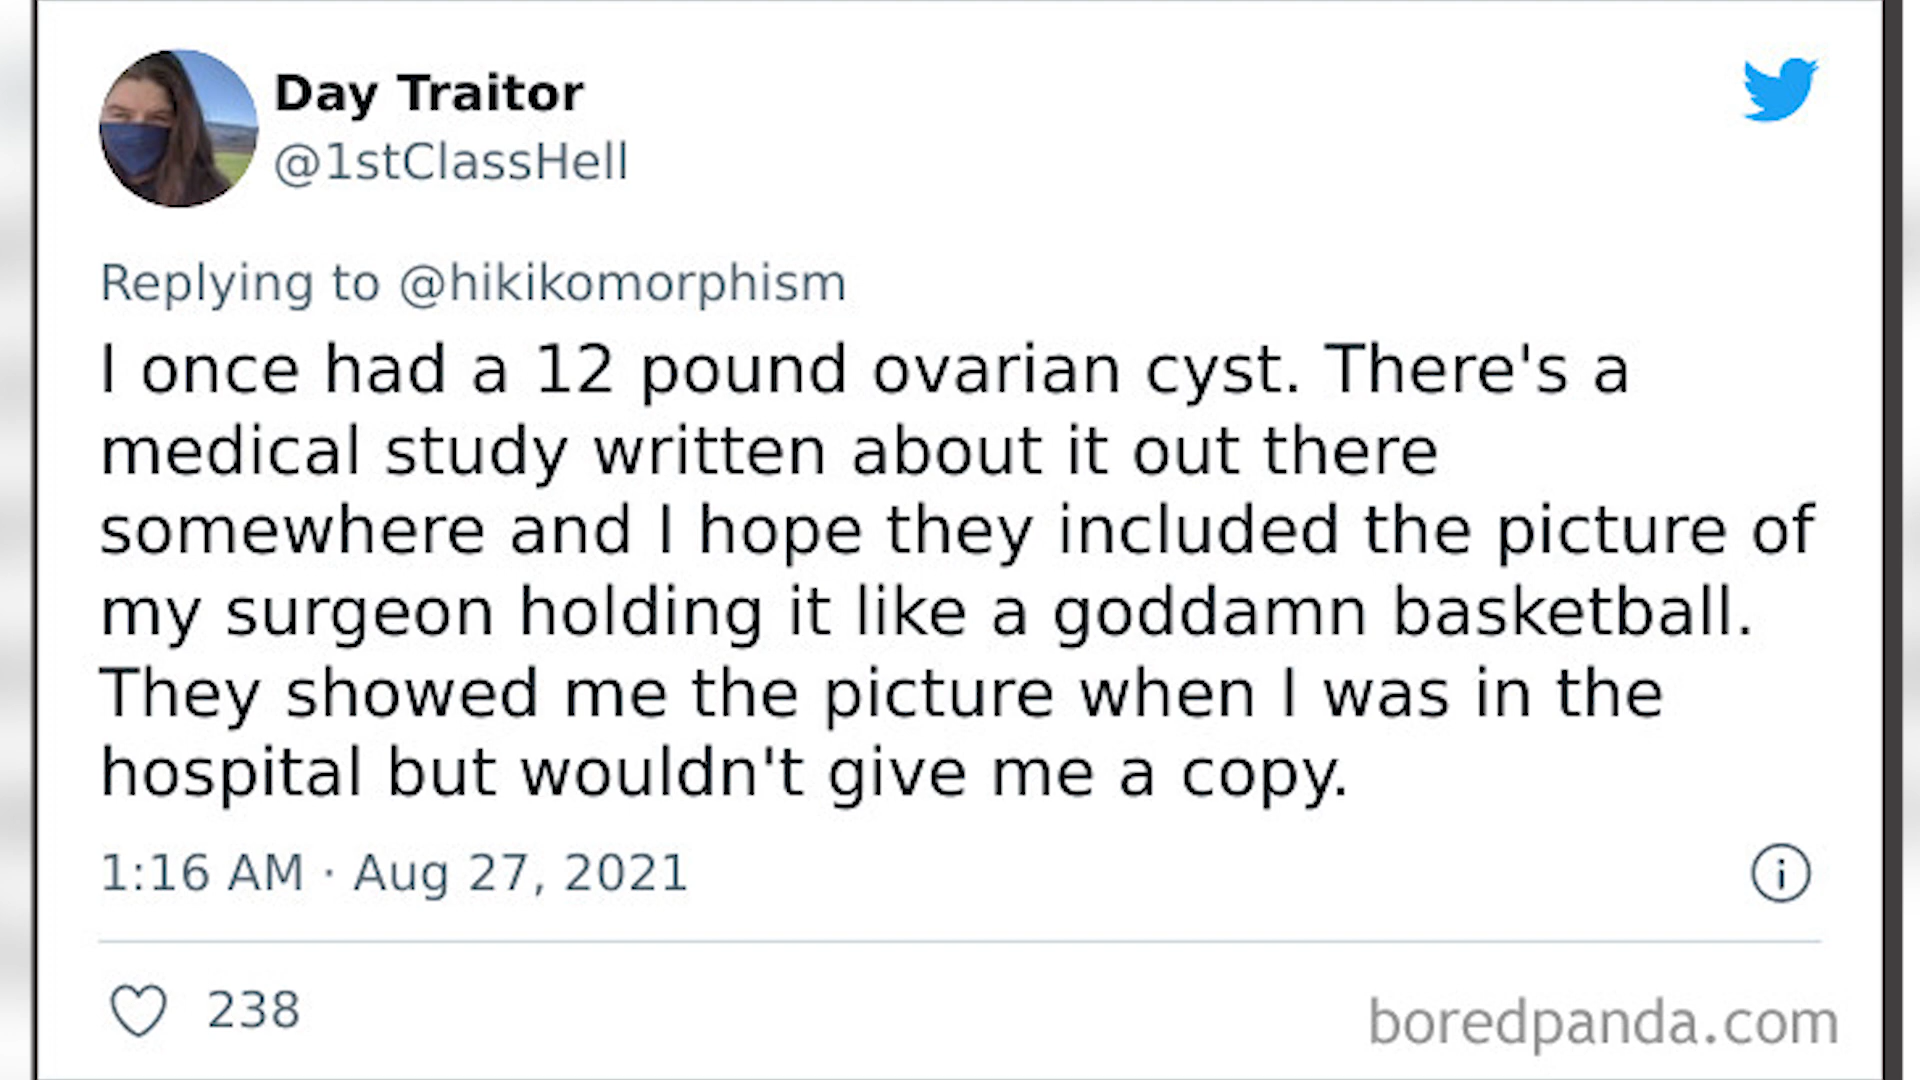 Day Traitor
@1stClassHell
Replying to @hikikomorphism
I once had a 12 pound ovarian cyst. There's a
medical study written about it out there
somewhere and I hope they included the picture of
my surgeon holding it like a goddamn basketball.
They showed me the picture when I was in the
hospital but wouldn't give me a copy.
1:16 AM · Aug 27, 2021
238
boredpanda.com